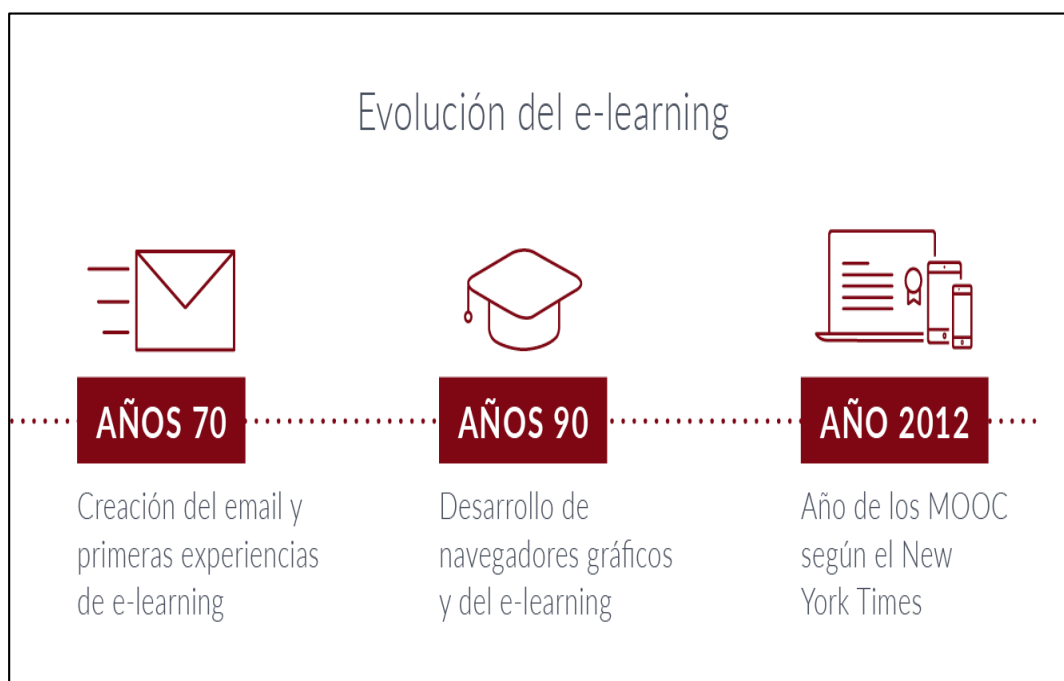 Evolución del e-learning
AÑOS 70
Creación del email y
primeras experiencias
de e-learning
AÑOS 90
Desarrollo de
navegadores gráficos
y del e-learning
AÑO 2012
Año de los MOOC
según el New
York Times